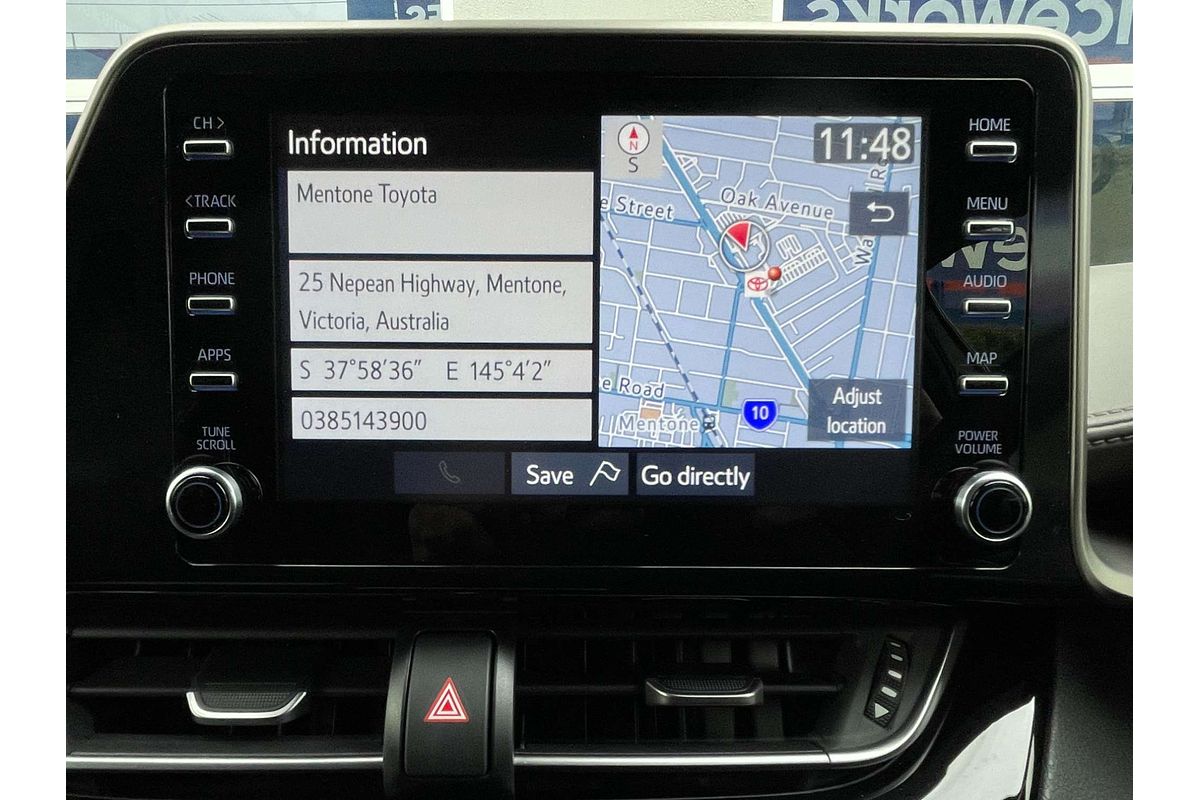 CH >
<TRACK
PHONE
APPS
TUNE
SCROLL
Information
Mentone Toyota
25 Nepean Highway, Mentone,
Victoria, Australia
S 37°58'36" E 145°4'2"
0385143900
Save
Go directly
N
S
11:48
Oak Avenue
e Street
e Road
Mentone
10
Adjust
location
HOME
MENU
AUDIO
MAP
POWER
VOLUME